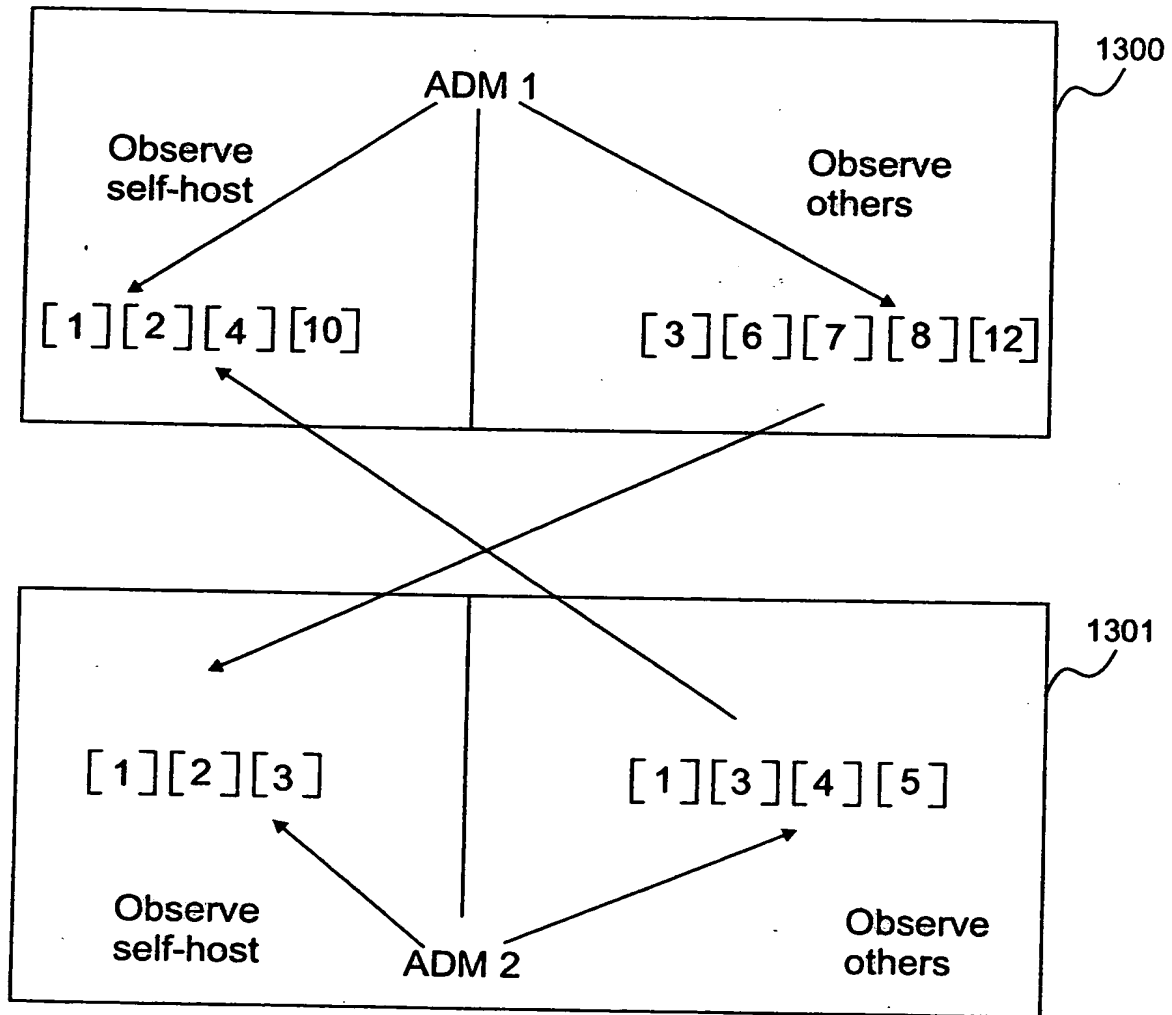 1300
ADM 1
Observe
self-host
Observe
others
[1][2][4][10]
[3][6][7][8][12]
1301
[1][2][3]
[1][3][4][5]
Observe
self-host
ADM 2
Observe
others